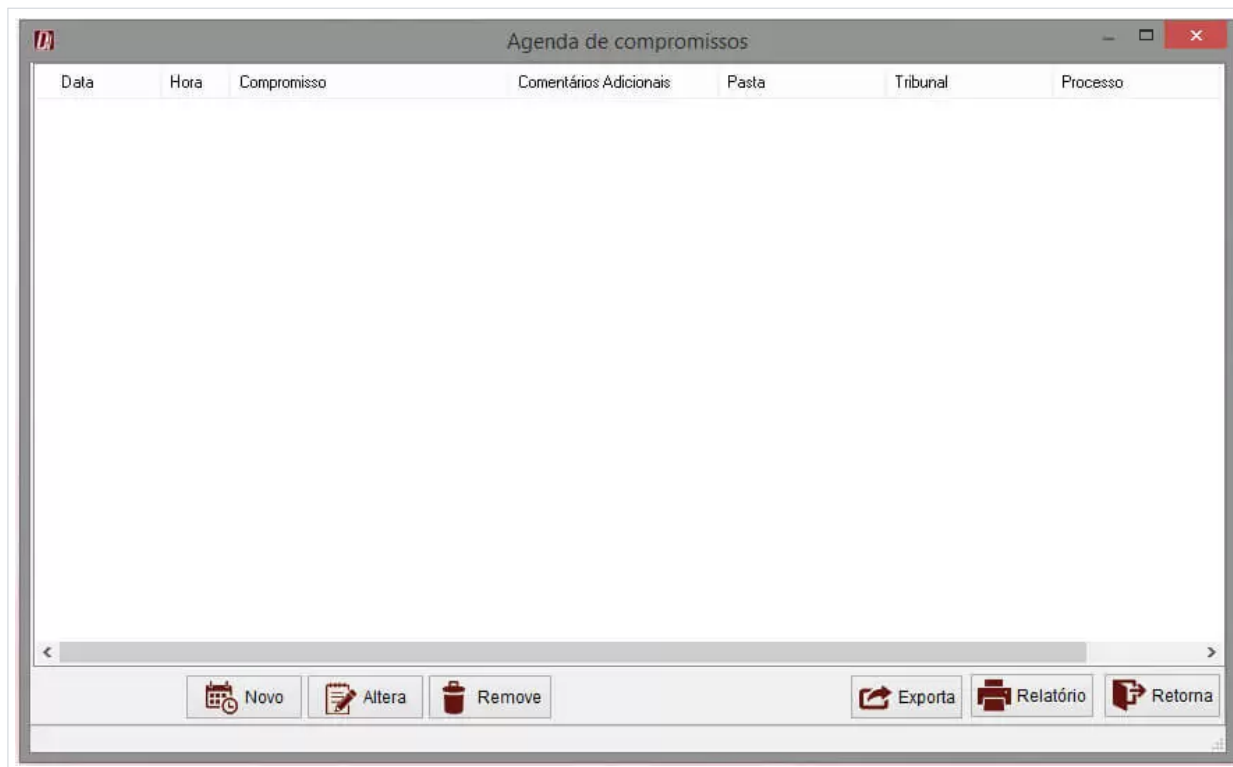 Agenda de compromissos
Data Hora Compromisso Comentários Adicionais Pasta Tribunal Processo
Novo Altera Remove Exporta Relatório Retorna